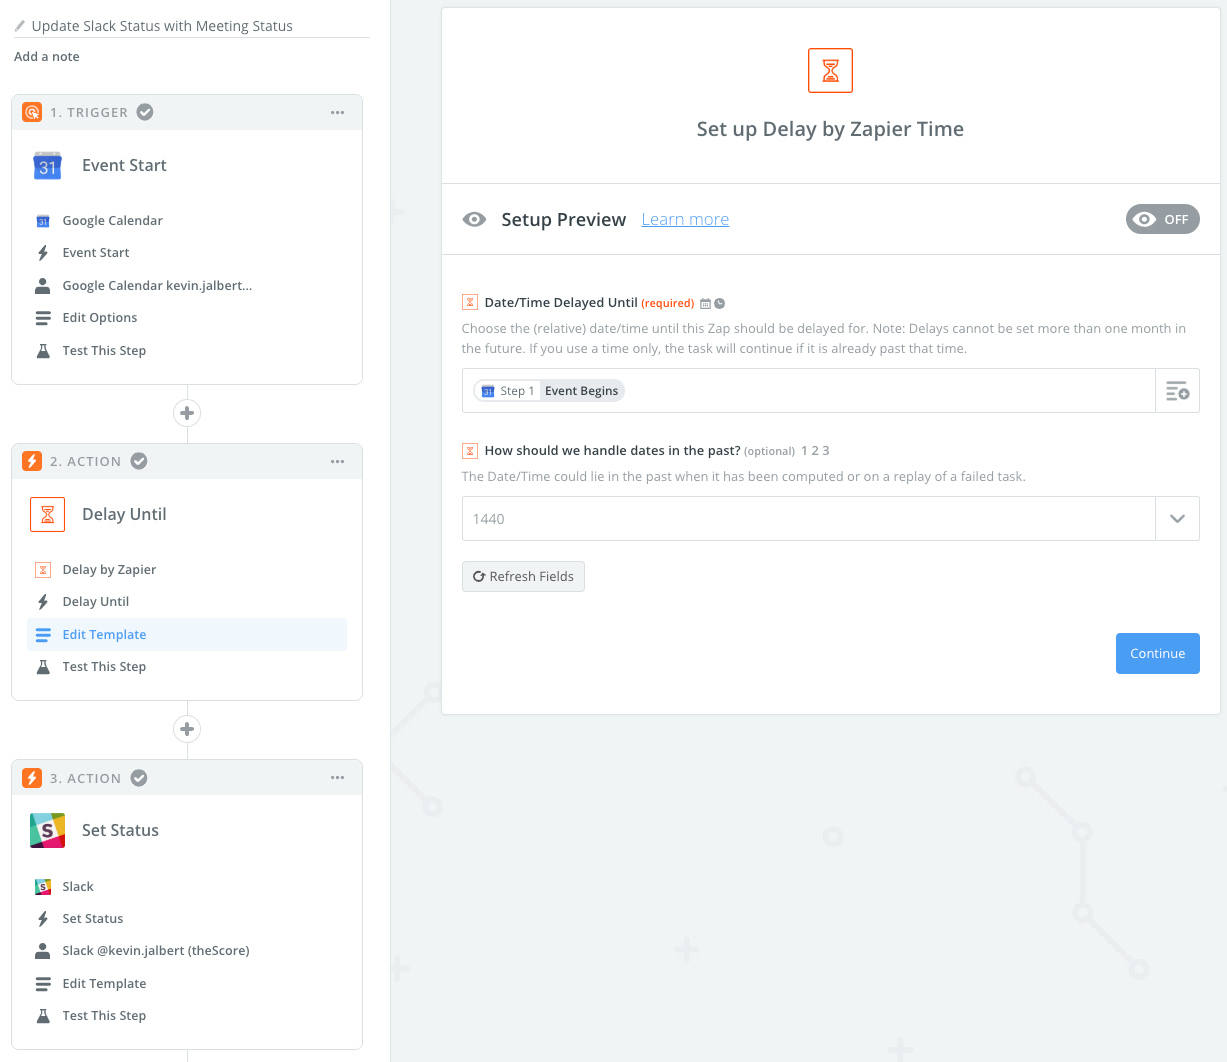 Update Slack Status with Meeting Status
Add a note
1. TRIGGER
31
Event Start
31
Google Calendar
Event Start
Google Calendar kevin.jalbert...
Edit Options
Test This Step
2. ACTION
Delay Until
Delay by Zapier
Delay Until
Edit Template
Test This Step
3. ACTION
S
Set Status
S
Slack
Set Status
Slack @kevin.jalbert (theScore)
Edit Template
Test This Step
Set up Delay by Zapier Time
Setup Preview Learn more OFF
Date/Time Delayed Until (required)
Choose the (relative) date/time until this Zap should be delayed for. Note: Delays cannot be set more than one month in
the future. If you use a time only, the task will continue if it is already past that time.
31 Step 1 Event Begins
How should we handle dates in the past? (optional) 1 2 3
The Date/Time could lie in the past when it has been computed or on a replay of a failed task.
1440
Refresh Fields
Continue